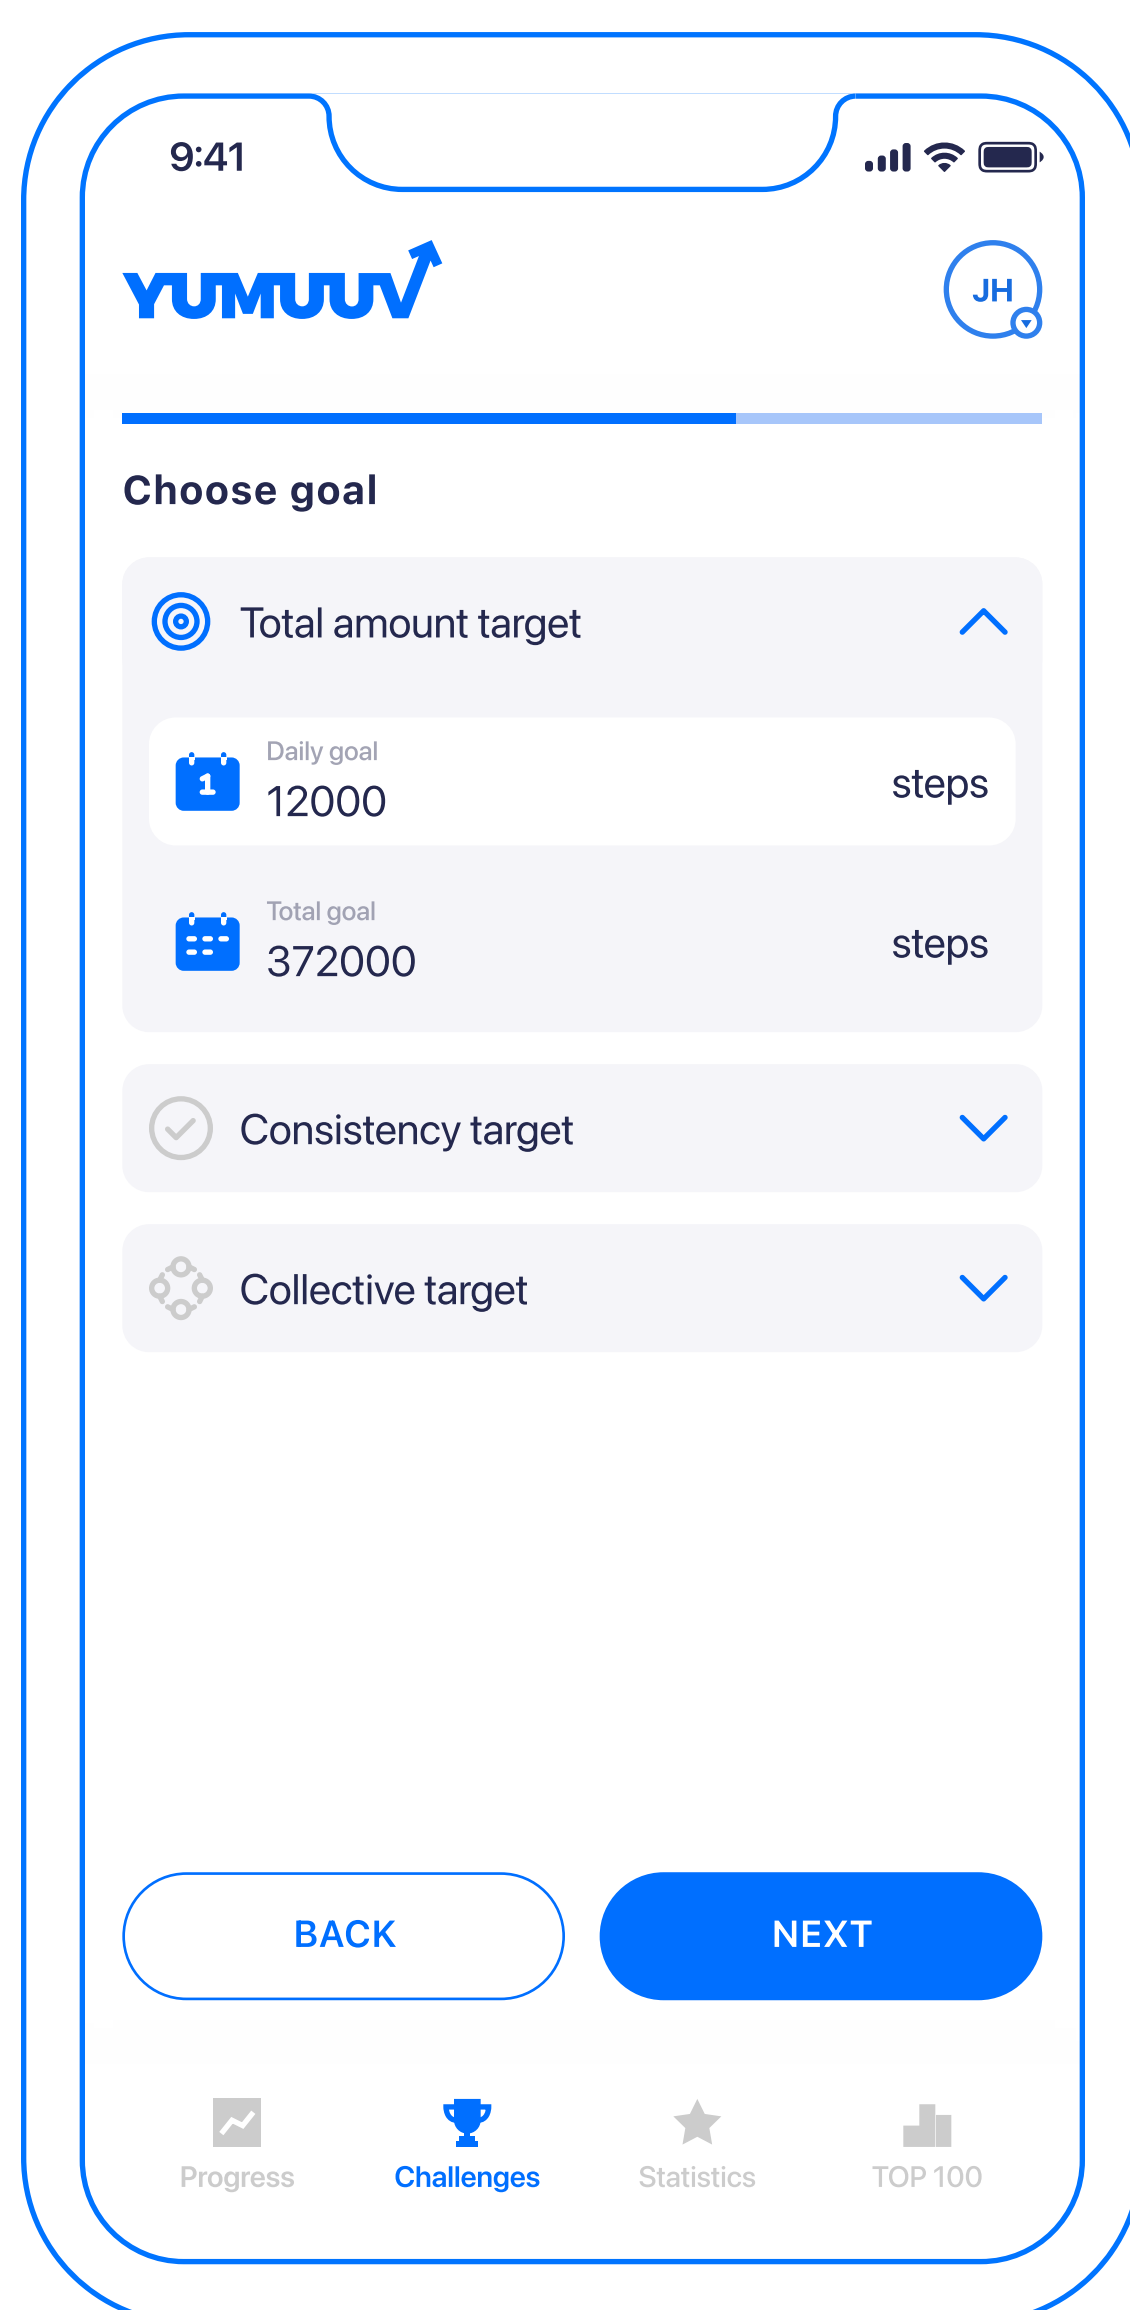 9:41
YUMUUV
JH
Choose goal
Total amount target
1
Daily goal
12000
steps
Total goal
372000
steps
Consistency target
Collective target
BACK
NEXT
Progress
Challenges
Statistics
TOP 100